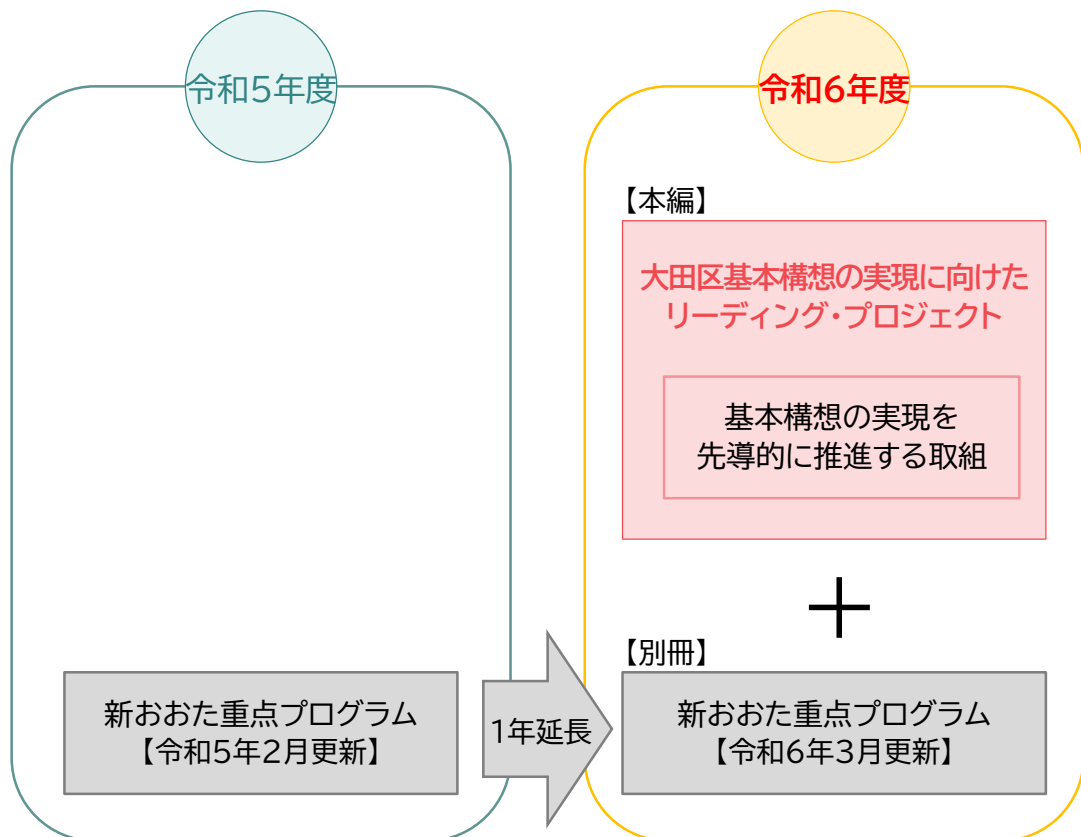 令和5年度
新おおた重点プログラム
【令和5年2月更新】
1年延長
令和6年度
【本編】
大田区基本構想の実現に向けた
リーディング・プロジェクト
基本構想の実現を
先導的に推進する取組
＋
【別冊】
新おおた重点プログラム
【令和6年3月更新】